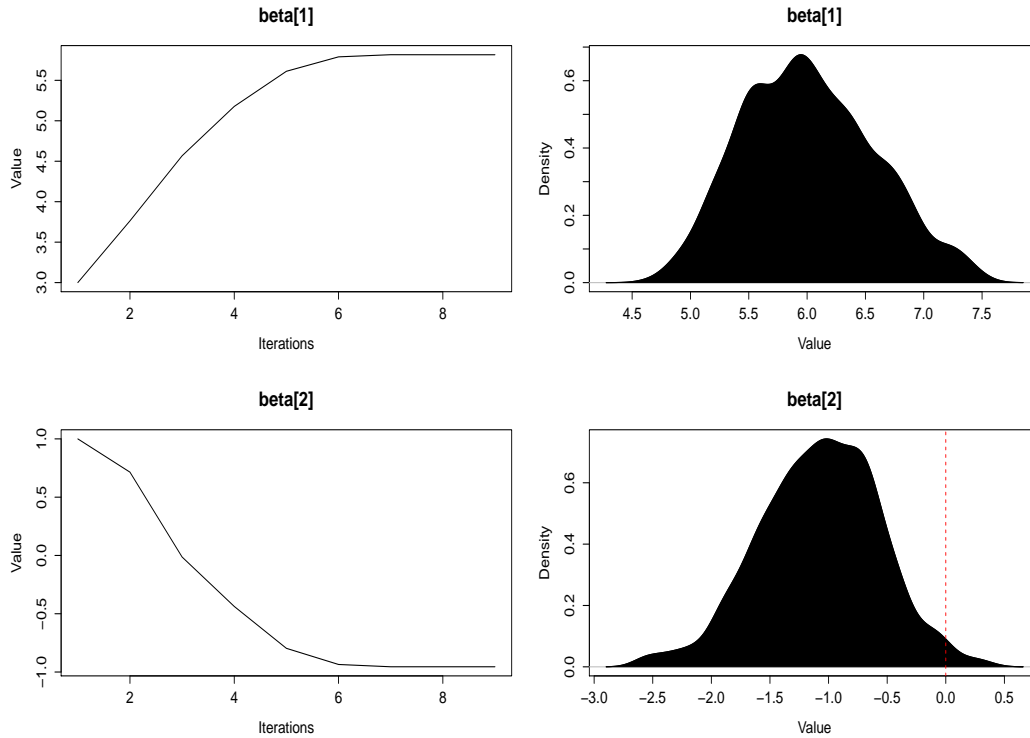 beta[1]
Value
3.0 3.5 4.0 4.5 5.0 5.5
2 4 6 8
Iterations
beta[1]
Density
0.0 0.2 0.4 0.6
4.5 5.0 5.5 6.0 6.5 7.0 7.5
Value
beta[2]
Value
−1.0 −0.5 0.0 0.5 1.0
2 4 6 8
Iterations
beta[2]
Density
0.0 0.2 0.4 0.6
−3.0 −2.5 −2.0 −1.5 −1.0 −0.5 0.0 0.5
Value